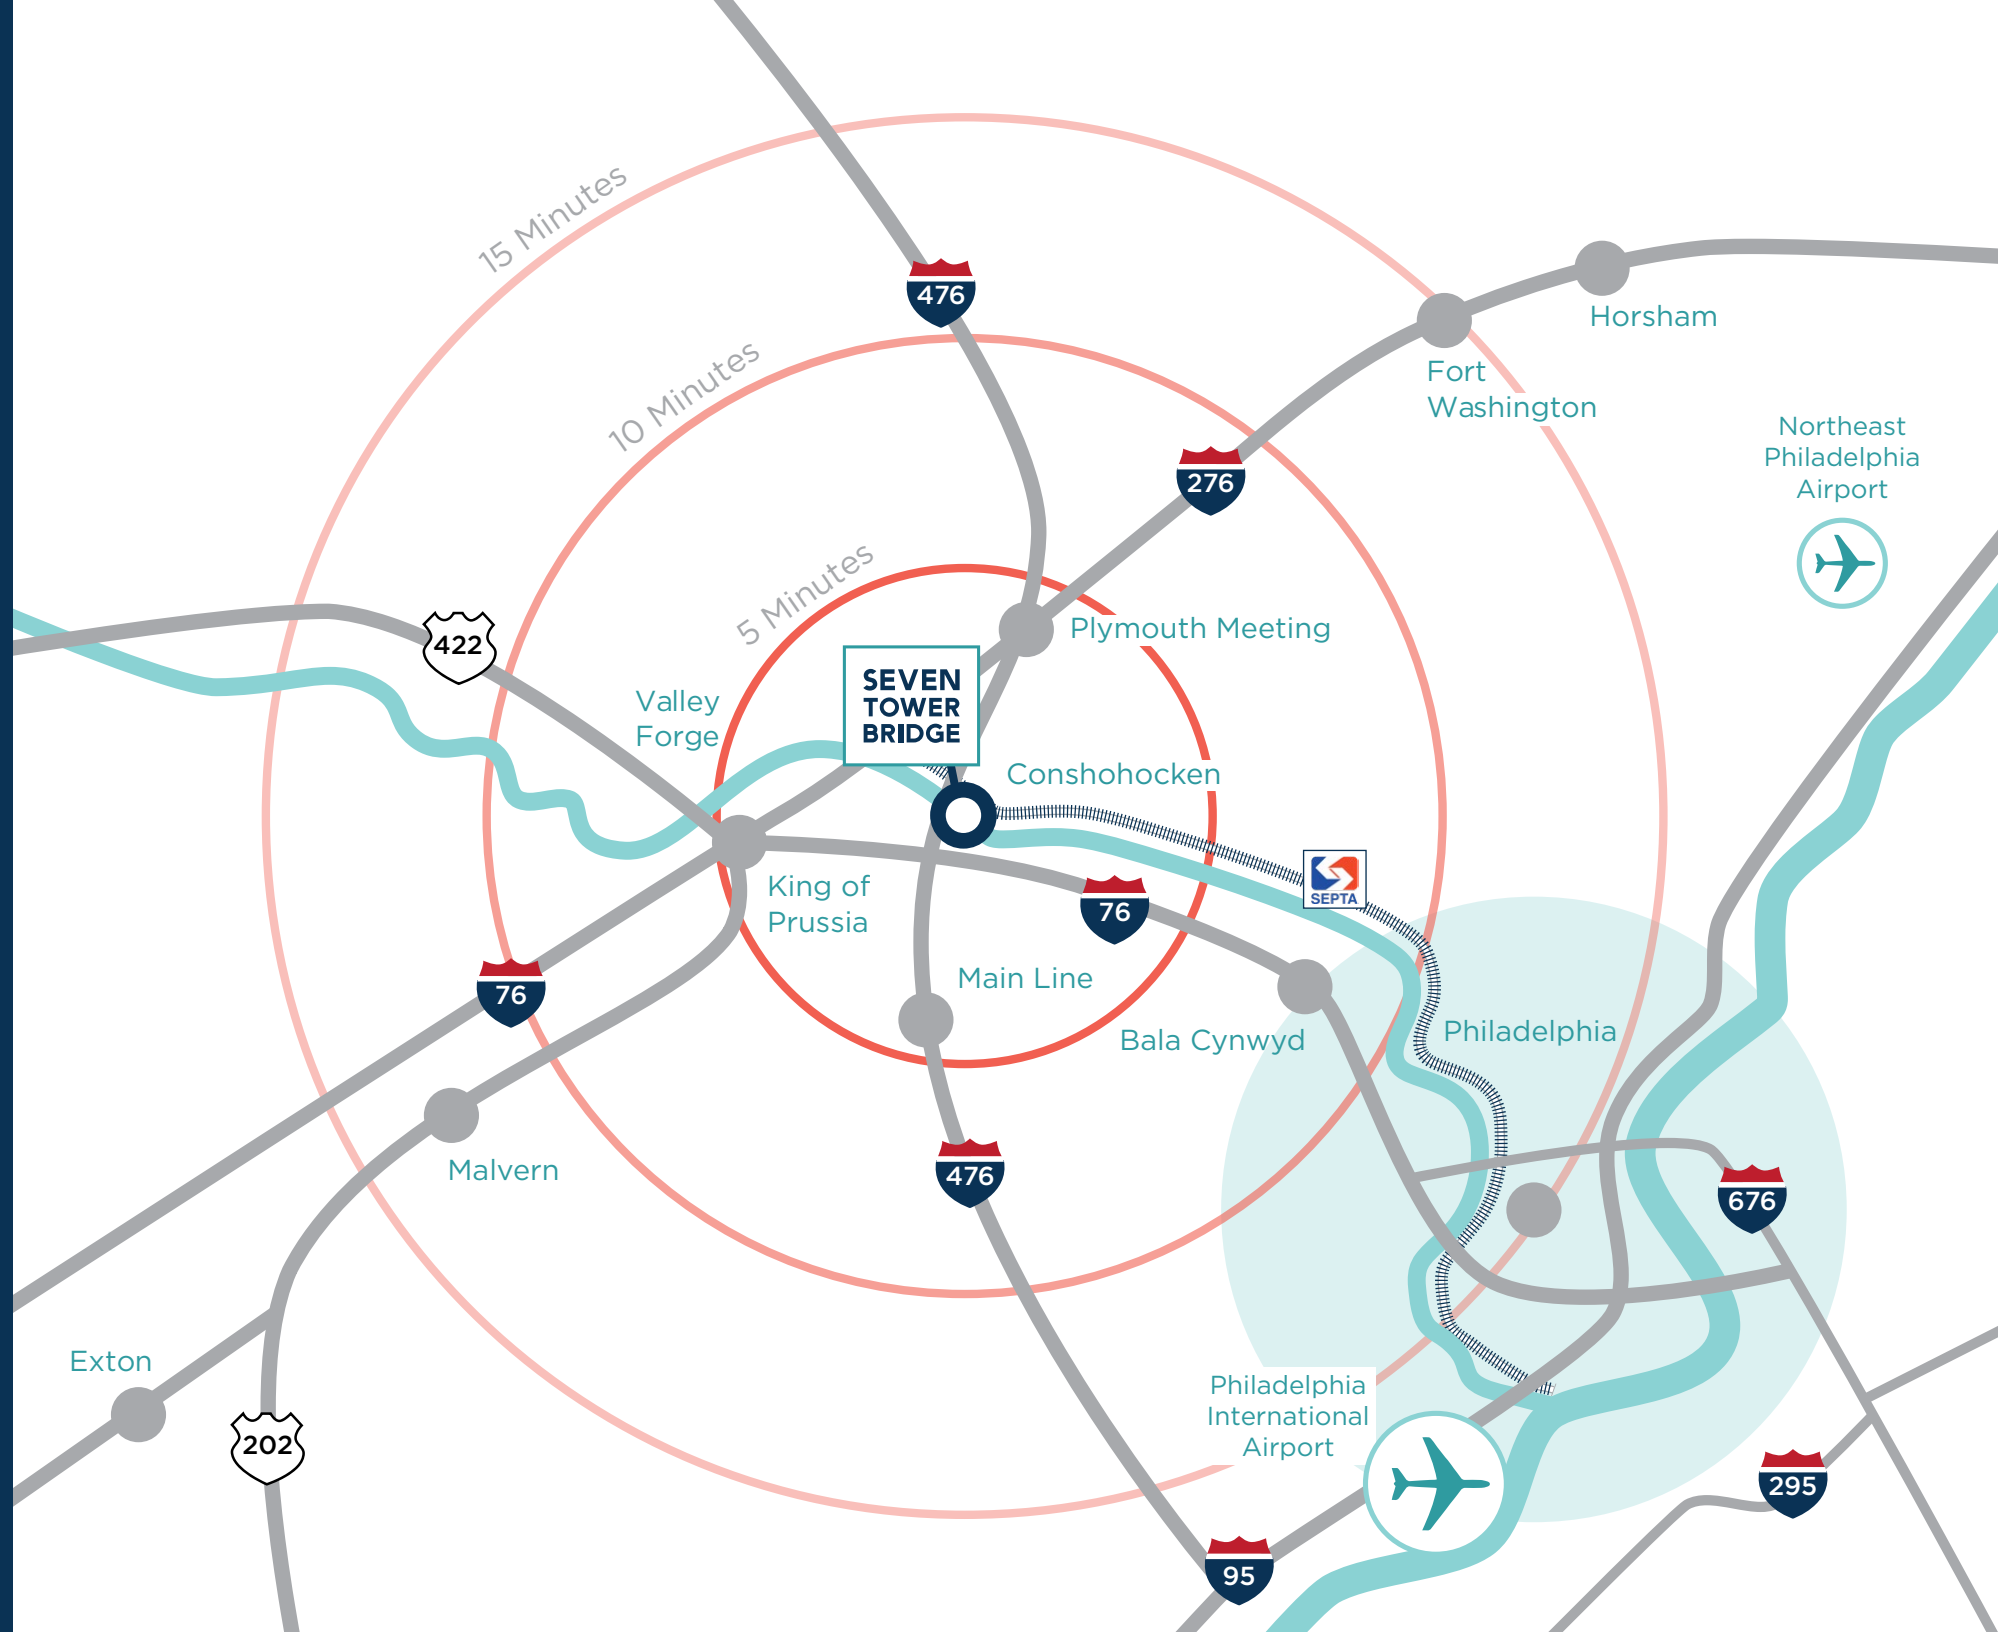 15 Minutes
476
Horsham
10 Minutes
Fort
Washington
Northeast
Philadelphia
Airport
276
5 Minutes
422
Plymouth Meeting
SEVEN
TOWER
BRIDGE
Valley
Forge
Conshohocken
King of
Prussia
SEPTA
76
Main Line
76
Bala Cynwyd
Philadelphia
Malvern
476
676
Exton
Philadelphia
International
Airport
202
295
95